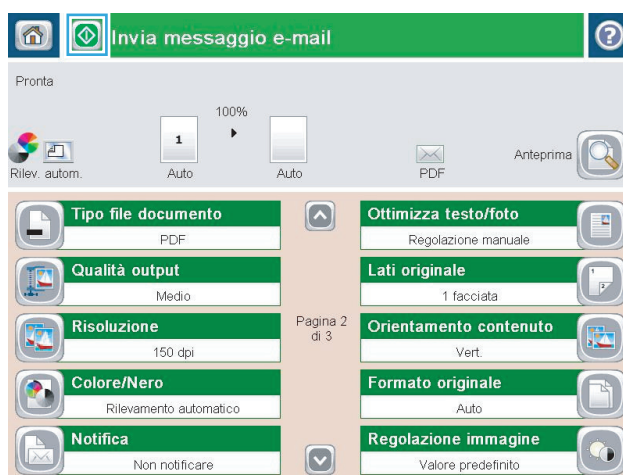 Invia messaggio e-mail
?
Pronta
100%
1
Rilev. autom.
Auto
Auto
PDF
Anteprima
Tipo file documento
PDF
Qualità output
Medio
Risoluzione
150 dpi
Colore/Nero
Rilevamento automatico
Notifica
Non notificare
Pagina 2
di 3
Ottimizza testo/foto
Regolazione manuale
Lati originale
1 facciata
1
2
Orientamento contenuto
Vert.
Formato originale
Auto
Regolazione immagine
Valore predefinito